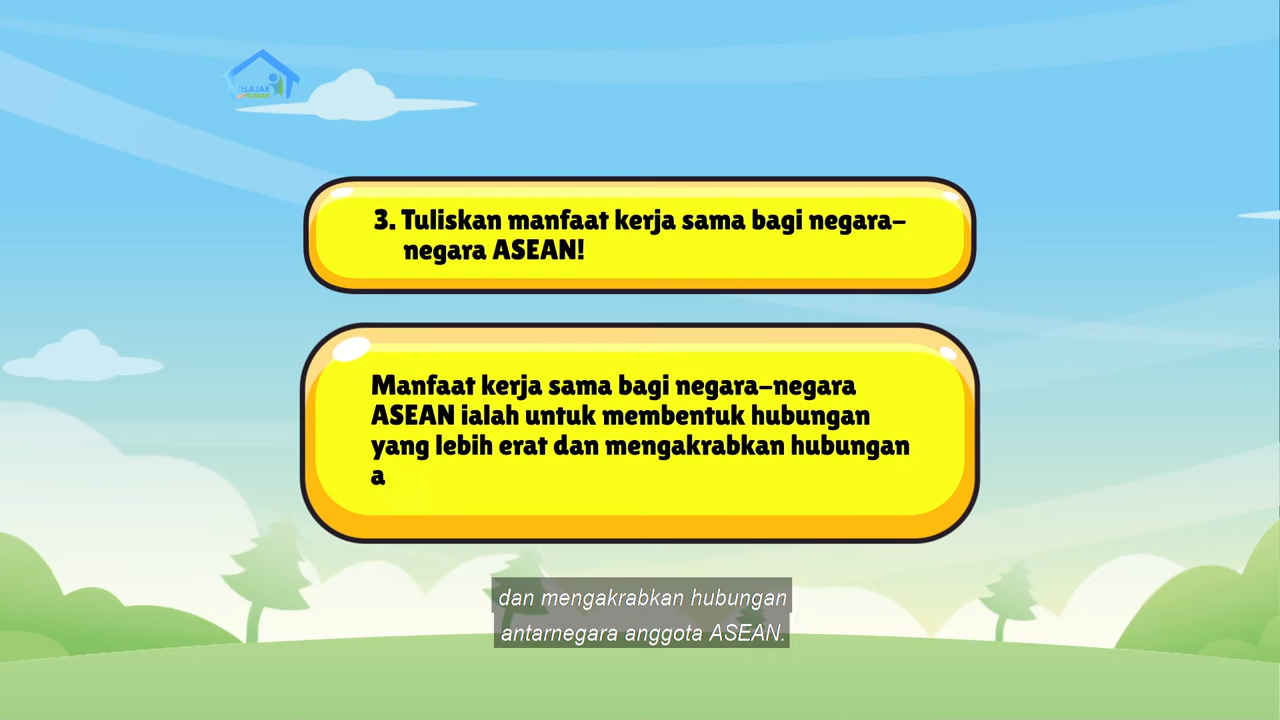 BELAJAR
3. Tuliskan manfaat kerja sama bagi negara-
negara ASEAN!
Manfaat kerja sama bagi negara-negara
ASEAN ialah untuk membentuk hubungan
yang lebih erat dan mengakrabkan hubungan
a
dan mengakrabkan hubungan
antarnegara anggota ASEAN.